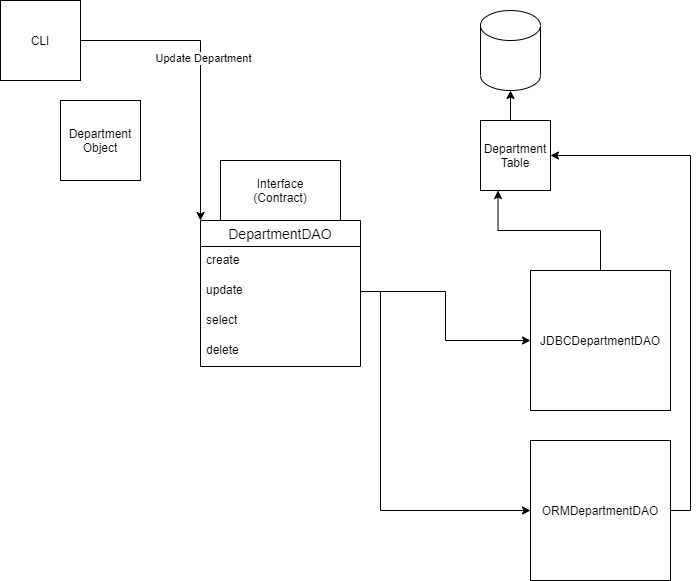 CLI
Update Department
Department
Object
Interface
(Contract)
DepartmentDAO
create
update
select
delete
Department
Table
JDBCDepartmentDAO
ORMDepartmentDAO